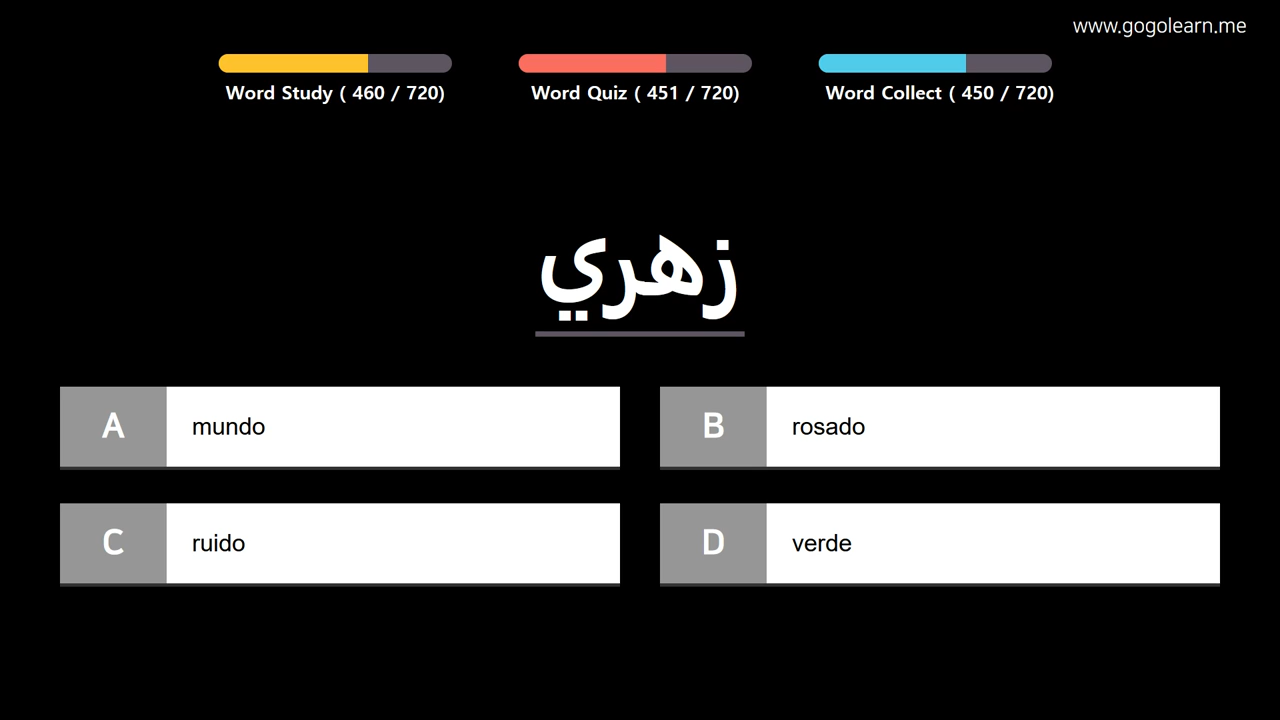 www.gogolearn.me
Word Study ( 460 / 720)
Word Quiz ( 451 / 720)
Word Collect ( 450 / 720)
زهري
A mundo
B rosado
C ruido
D verde